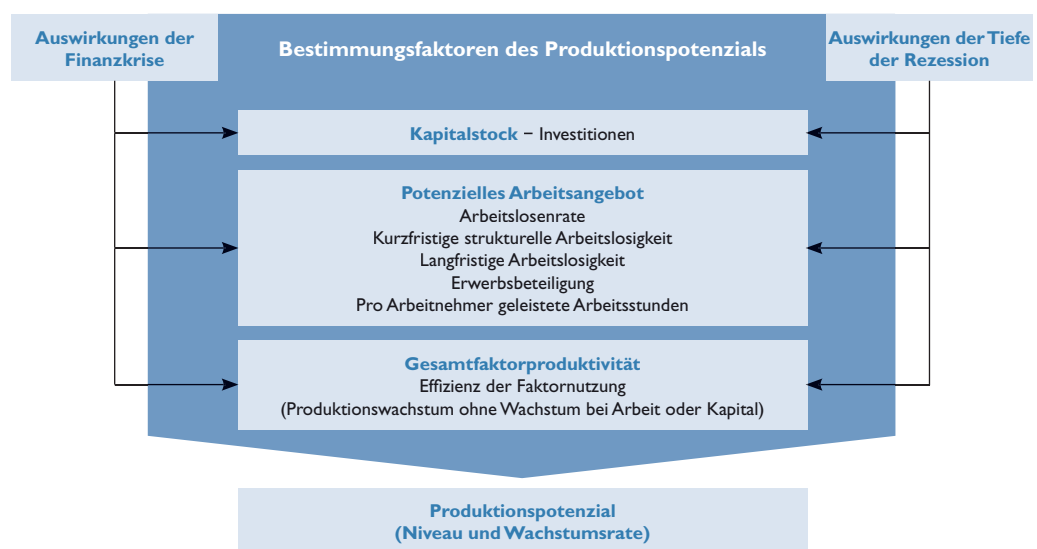 Auswirkungen der
Finanzkrise
Bestimmungsfaktoren des Produktionspotenzials
Auswirkungen der Tiefe
der Rezession
Kapitalstock – Investitionen
Potenzielles Arbeitsangebot
Arbeitslosenrate
Kurzfristige strukturelle Arbeitslosigkeit
Langfristige Arbeitslosigkeit
Erwerbsbeteiligung
Pro Arbeitnehmer geleistete Arbeitsstunden
Gesamtfaktorproduktivität
Effizienz der Faktornutzung
(Produktionswachstum ohne Wachstum bei Arbeit oder Kapital)
Produktionspotenzial
(Niveau und Wachstumsrate)